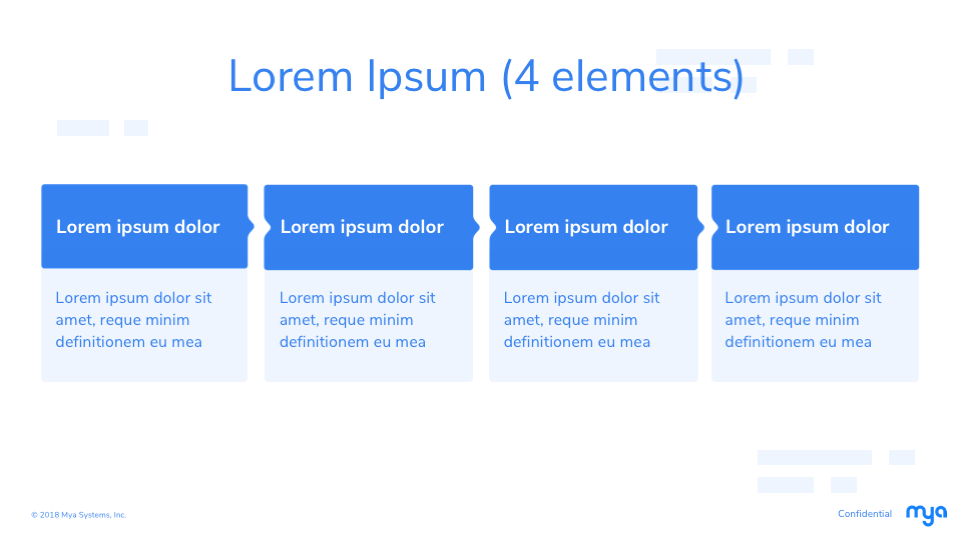 Lorem Ipsum (4 elements)
Lorem ipsum dolor
Lorem ipsum dolor sit
amet, reque minim
definitionem eu mea
Lorem ipsum dolor
Lorem ipsum dolor sit
amet, reque minim
definitionem eu mea
Lorem ipsum dolor
Lorem ipsum dolor sit
amet, reque minim
definitionem eu mea
Lorem ipsum dolor
Lorem ipsum dolor sit
amet, reque minim
definitionem eu mea
© 2018 Mya Systems, Inc.
Confidential
mya